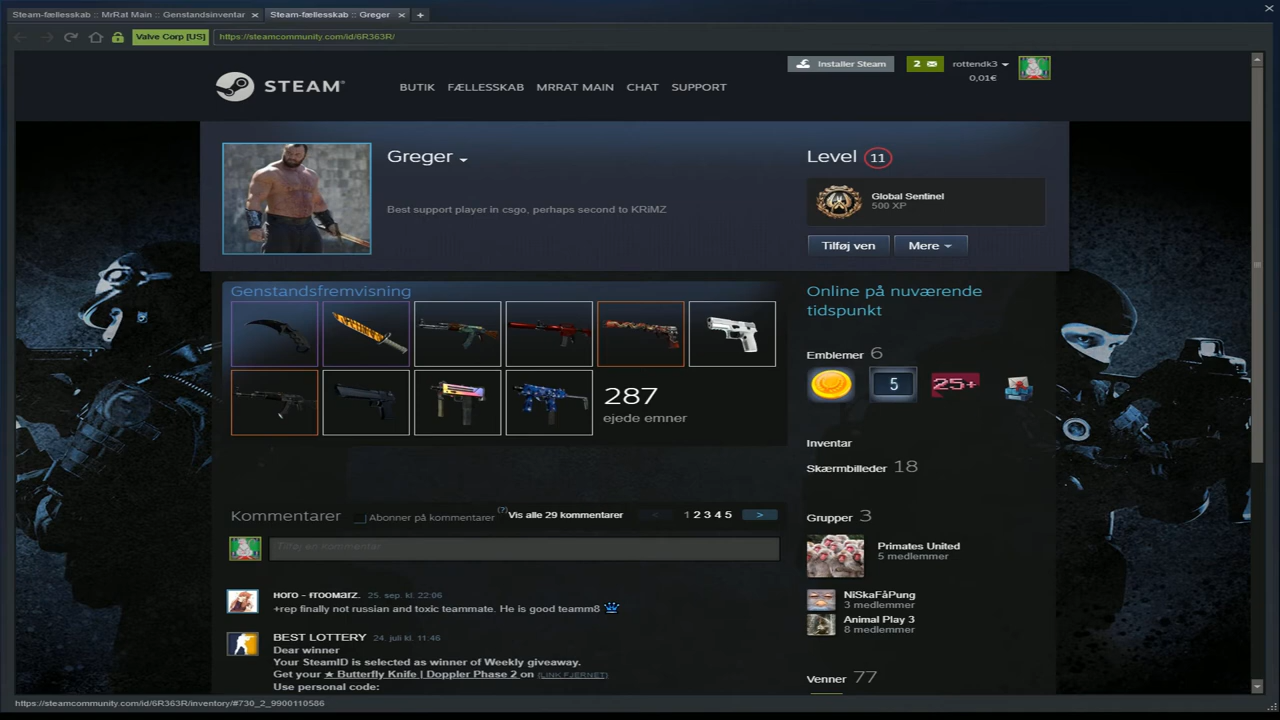 Steam-fællesskab :: MrRat Main :: Genstandsinventar
Steam-fællesskab :: Greger
Valve Corp [US]
https://steamcommunity.com/id/6R363R/
Installer Steam
2
rottendk3
0,01€
STEAM
BUTIK FÆLLESSKAB MRRAT MAIN CHAT SUPPORT
Greger
Best support player in csgo, perhaps second to KRiMZ
Level 11
Global Sentinel
500 XP
Tilføj ven
Mere
Genstandsfremvisning
287
ejede emner
Online på nuværende
tidspunkt
Emblemer 6
5
25+
Inventar
Skærmbilleder 18
Kommentarer
Abonner på kommentarer
(?)
Vis alle 29 kommentarer
< 1 2 3 4 5 >
Tilføj en kommentar
Grupper 3
Primates United
5 medlemmer
NiSkaFåPung
3 medlemmer
Animal Play 3
8 medlemmer
25. sep. kl. 22:06
+rep finally not russian and toxic teammate. He is good teamm8
BEST LOTTERY 24. juli kl. 11:46
Dear winner
Your SteamID is selected as winner of Weekly giveaway.
Get your ★ Butterfly Knife | Doppler Phase 2 on [LINK FJERNET]
Use personal code:
Venner 77
https://steamcommunity.com/id/6R363R/inventory/#730_2_9900110586